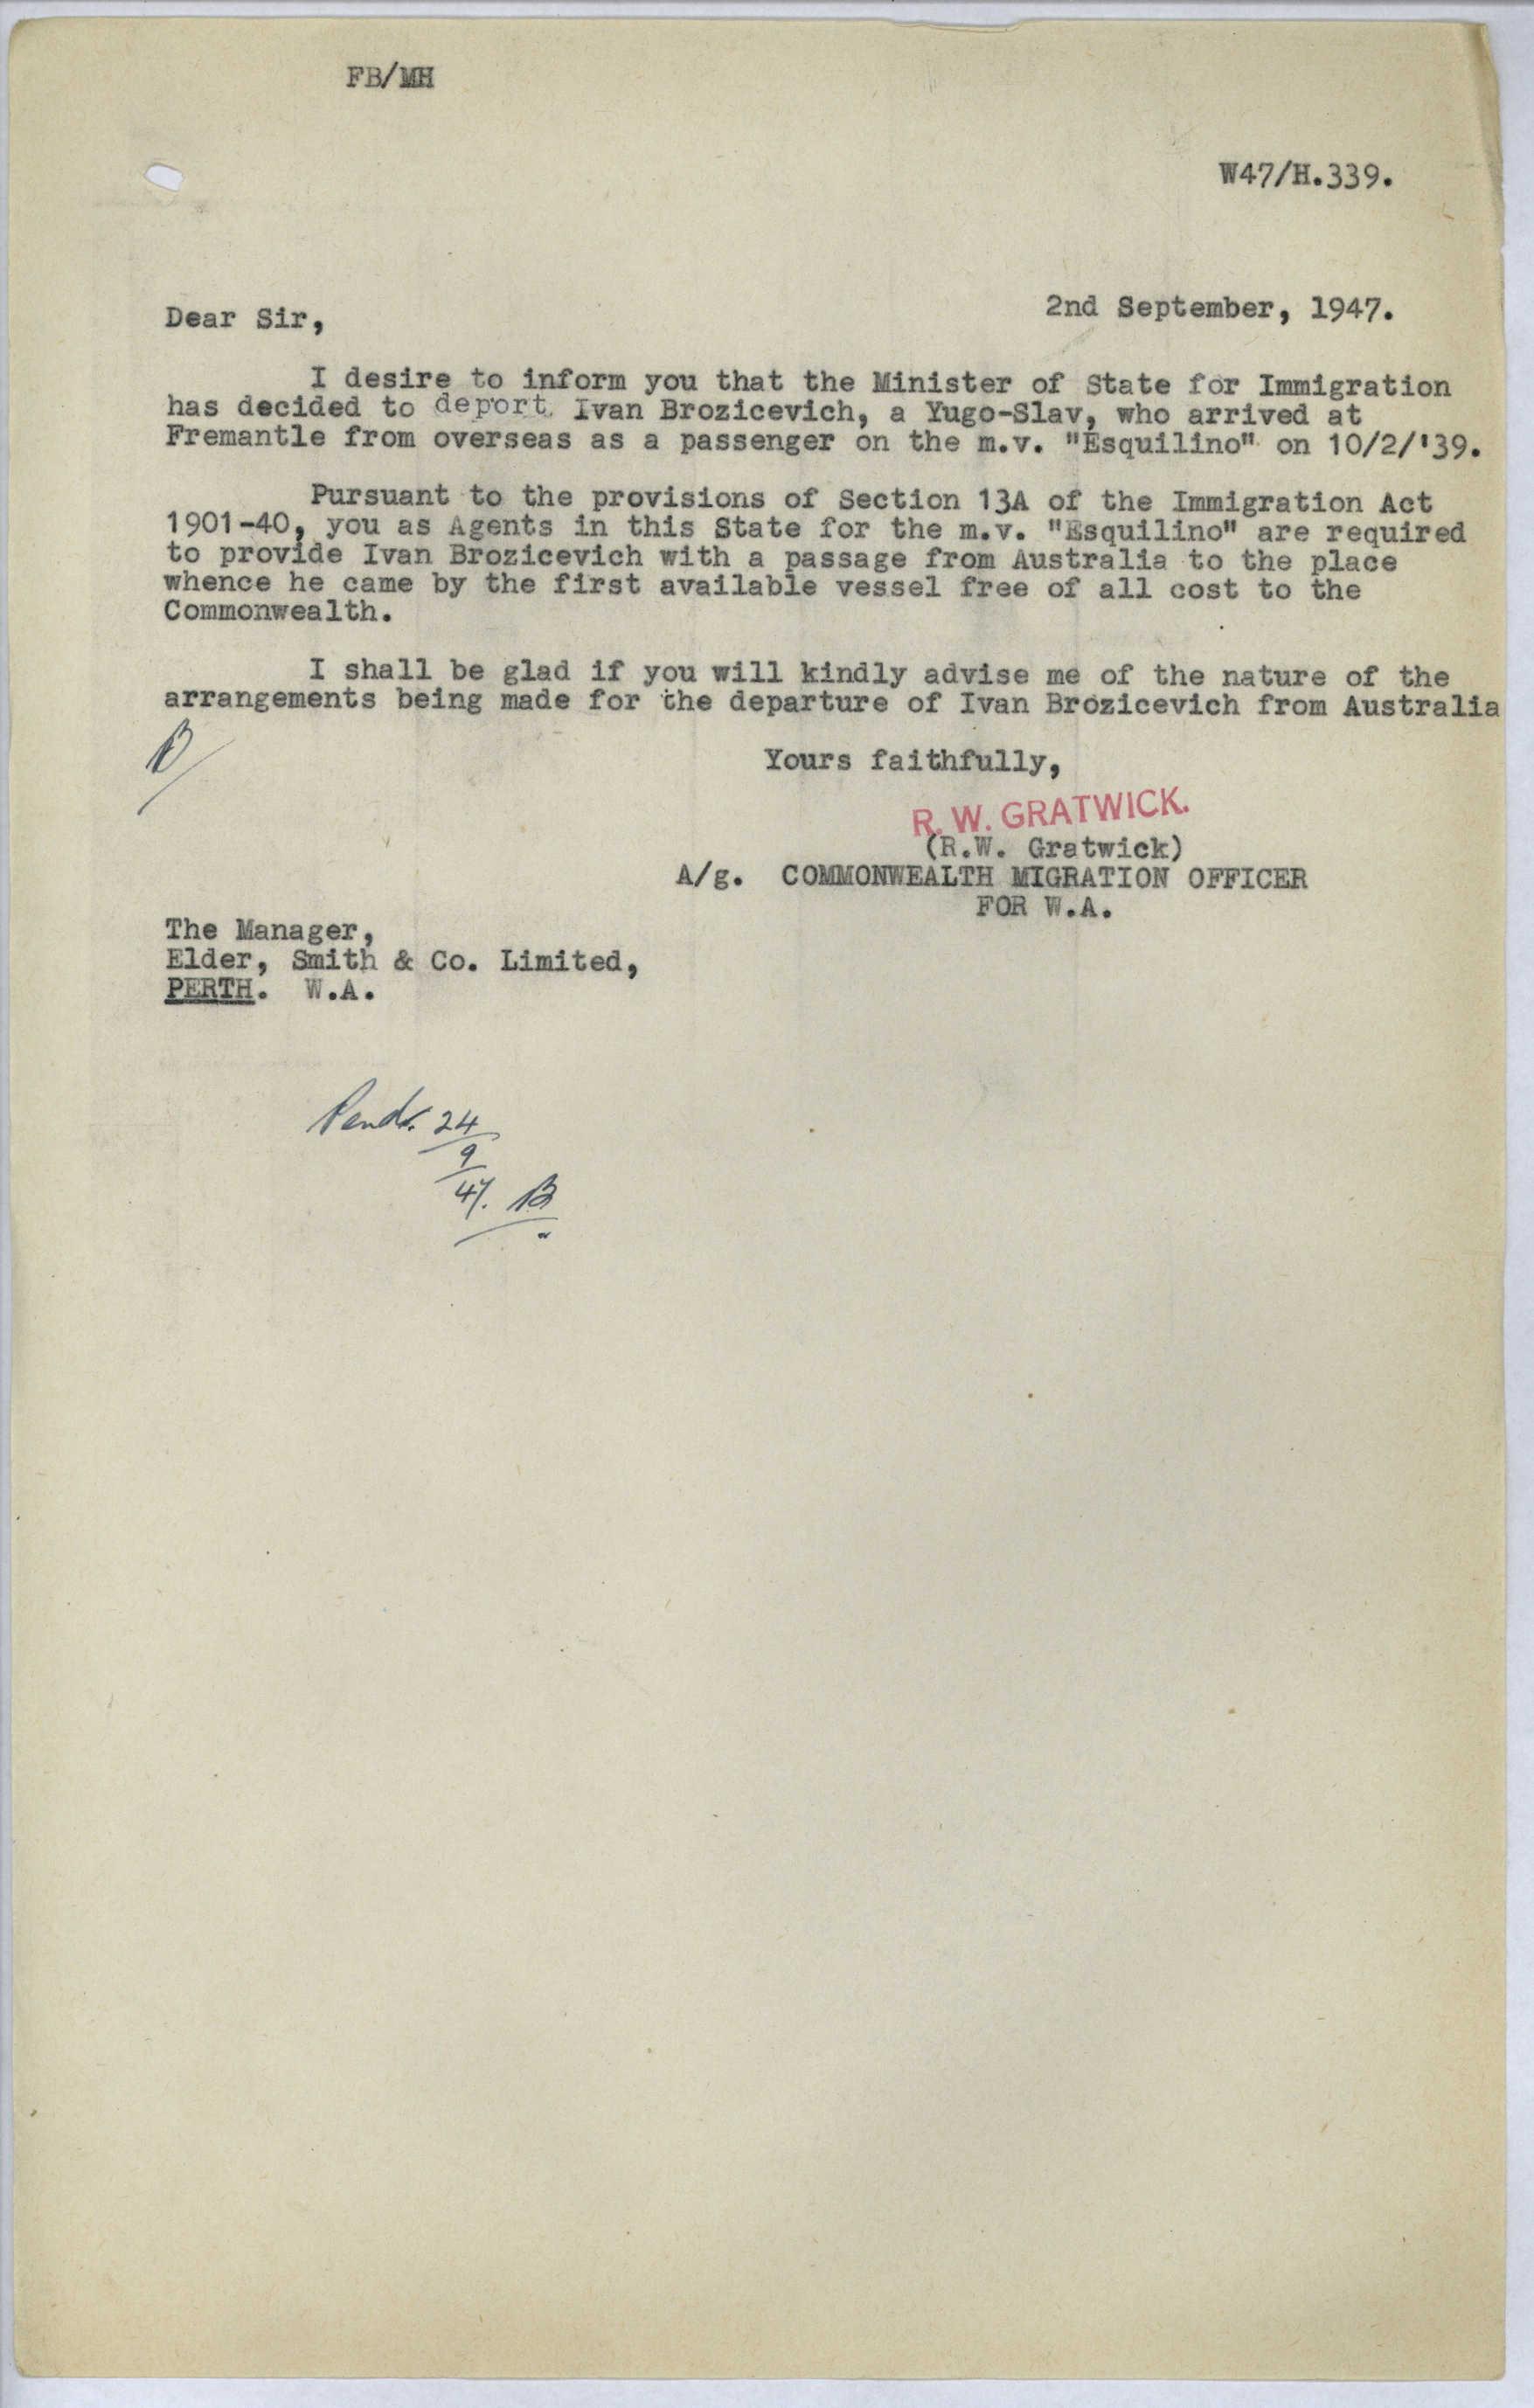 FB/MH
W47/H.339.
2nd September, 1947.
Dear Sir,
I desire to inform you that the Minister of State for Immigration
has decided to deport Ivan Brozicevich, a Yugo-Slav, who arrived at
Fremantle from overseas as a passenger on the m.v. "Esquilino" on 10/2/'39.
Pursuant to the provisions of Section 13A of the Immigration Act
1901-40, you as Agents in this State for the m.v. "Esquilino" are required
to provide Ivan Brozicevich with a passage from Australia to the place
whence he came by the first available vessel free of all cost to the
Commonwealth.
I shall be glad if you will kindly advise me of the nature of the
arrangements being made for the departure of Ivan Brozicevich from Australia
Yours faithfully,
R. W. GRATWICK.
(R.W. Gratwick)
A/g. COMMONWEALTH MIGRATION OFFICER
FOR W.A.
The Manager,
Elder, Smith & Co. Limited,
PERTH. W.A.
24
9
47. B